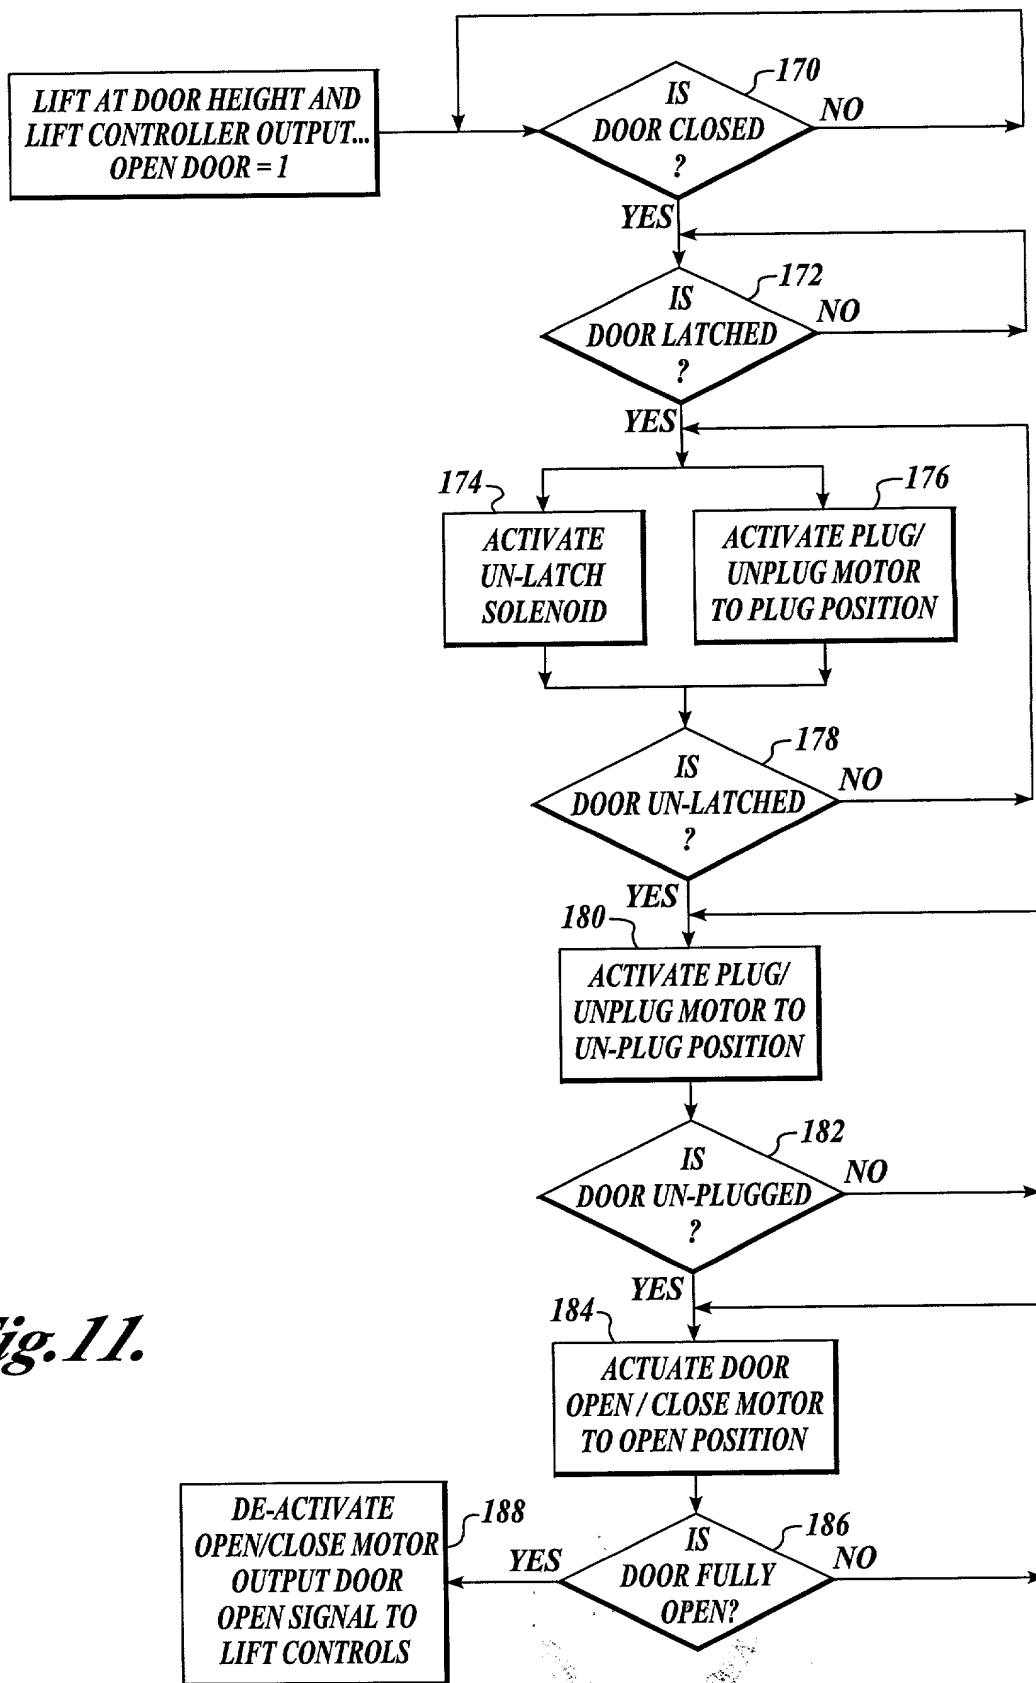 LIFT AT DOOR HEIGHT AND
LIFT CONTROLLER OUTPUT...
OPEN DOOR = 1
170
IS
DOOR CLOSED
?
NO
YES
172
IS
DOOR LATCHED
?
NO
YES
174
ACTIVATE
UN-LATCH
SOLENOID
176
ACTIVATE PLUG/
UNPLUG MOTOR
TO PLUG POSITION
178
IS
DOOR UN-LATCHED
?
NO
YES
180
ACTIVATE PLUG/
UNPLUG MOTOR TO
UN-PLUG POSITION
182
IS
DOOR UN-PLUGGED
?
NO
YES
184
ACTUATE DOOR
OPEN / CLOSE MOTOR
TO OPEN POSITION
186
IS
DOOR FULLY
OPEN?
NO
YES
188
DE-ACTIVATE
OPEN/CLOSE MOTOR
OUTPUT DOOR
OPEN SIGNAL TO
LIFT CONTROLS
ig.11.